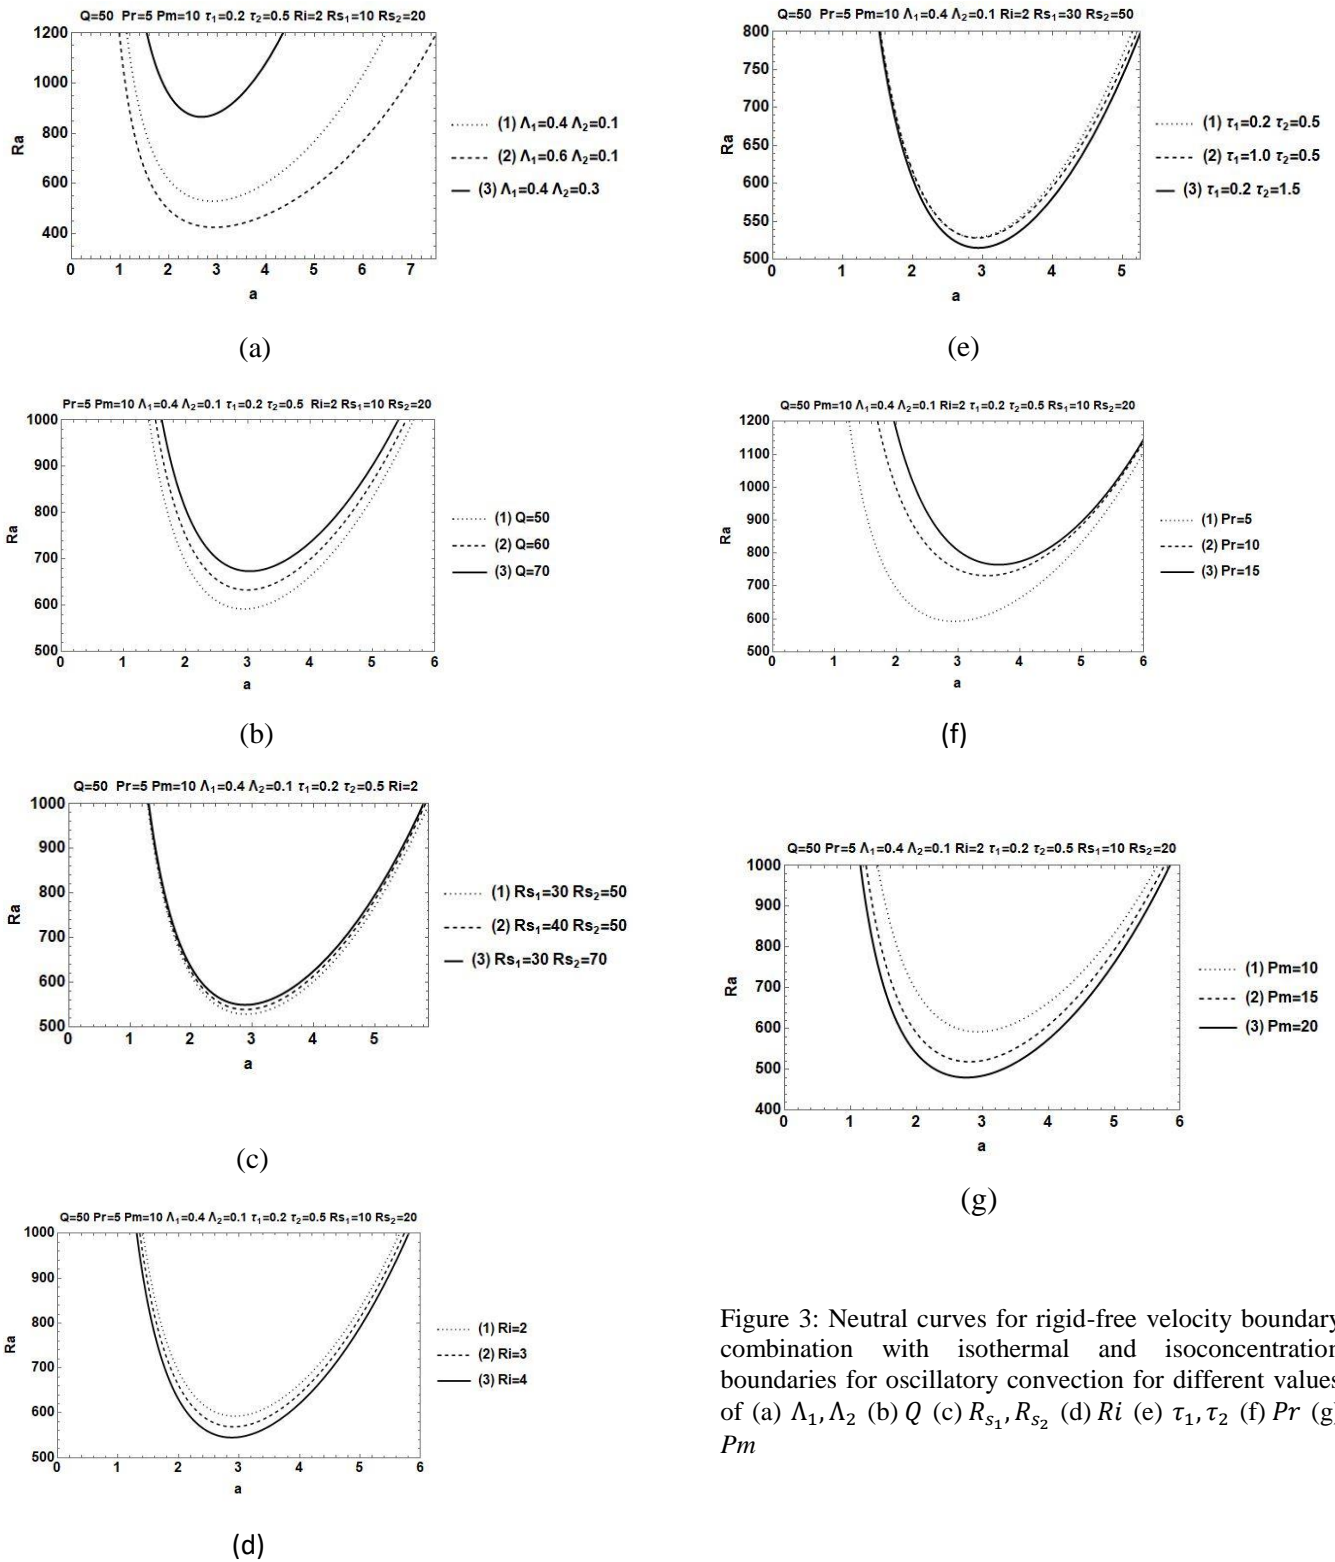 Q=50 Pr=5 Pm=10 τ₁=0.2 τ₂=0.5 Ri=2 Rs₁=10 Rs₂=20
1200
1000
800
600
400
Ra
0 1 2 3 4 5 6 7
a
(1) Λ₁=0.4 Λ₂=0.1
(2) Λ₁=0.6 Λ₂=0.1
(3) Λ₁=0.4 Λ₂=0.3
(a)
Pr=5 Pm=10 Λ₁=0.4 Λ₂=0.1 τ₁=0.2 τ₂=0.5 Ri=2 Rs₁=10 Rs₂=20
1000
900
800
700
600
500
Ra
0 1 2 3 4 5 6
a
(1) Q=50
(2) Q=60
(3) Q=70
(b)
Q=50 Pr=5 Pm=10 Λ₁=0.4 Λ₂=0.1 τ₁=0.2 τ₂=0.5 Ri=2
1000
900
800
700
600
500
Ra
0 1 2 3 4 5
a
(1) Rs₁=30 Rs₂=50
(2) Rs₁=40 Rs₂=50
(3) Rs₁=30 Rs₂=70
(c)
Q=50 Pr=5 Pm=10 Λ₁=0.4 Λ₂=0.1 τ₁=0.2 τ₂=0.5 Rs₁=10 Rs₂=20
1000
900
800
700
600
500
Ra
0 1 2 3 4 5 6
a
(1) Ri=2
(2) Ri=3
(3) Ri=4
(d)
Q=50 Pr=5 Pm=10 Λ₁=0.4 Λ₂=0.1 Ri=2 Rs₁=30 Rs₂=50
800
750
700
650
600
550
500
Ra
0 1 2 3 4 5
a
(1) τ₁=0.2 τ₂=0.5
(2) τ₁=1.0 τ₂=0.5
(3) τ₁=0.2 τ₂=1.5
(e)
Q=50 Pm=10 Λ₁=0.4 Λ₂=0.1 Ri=2 τ₁=0.2 τ₂=0.5 Rs₁=10 Rs₂=20
1200
1100
1000
900
800
700
600
500
Ra
0 1 2 3 4 5 6
a
(1) Pr=5
(2) Pr=10
(3) Pr=15
(f)
Q=50 Pr=5 Λ₁=0.4 Λ₂=0.1 Ri=2 τ₁=0.2 τ₂=0.5 Rs₁=10 Rs₂=20
1000
900
800
700
600
500
400
Ra
0 1 2 3 4 5 6
a
(1) Pm=10
(2) Pm=15
(3) Pm=20
(g)
Figure 3: Neutral curves for rigid-free velocity boundary
combination with isothermal and isoconcentration
boundaries for oscillatory convection for different values
of (a) Λ₁, Λ₂ (b) Q (c) R_{s₁}, R_{s₂} (d) Ri (e) τ₁, τ₂ (f) Pr (g)
Pm